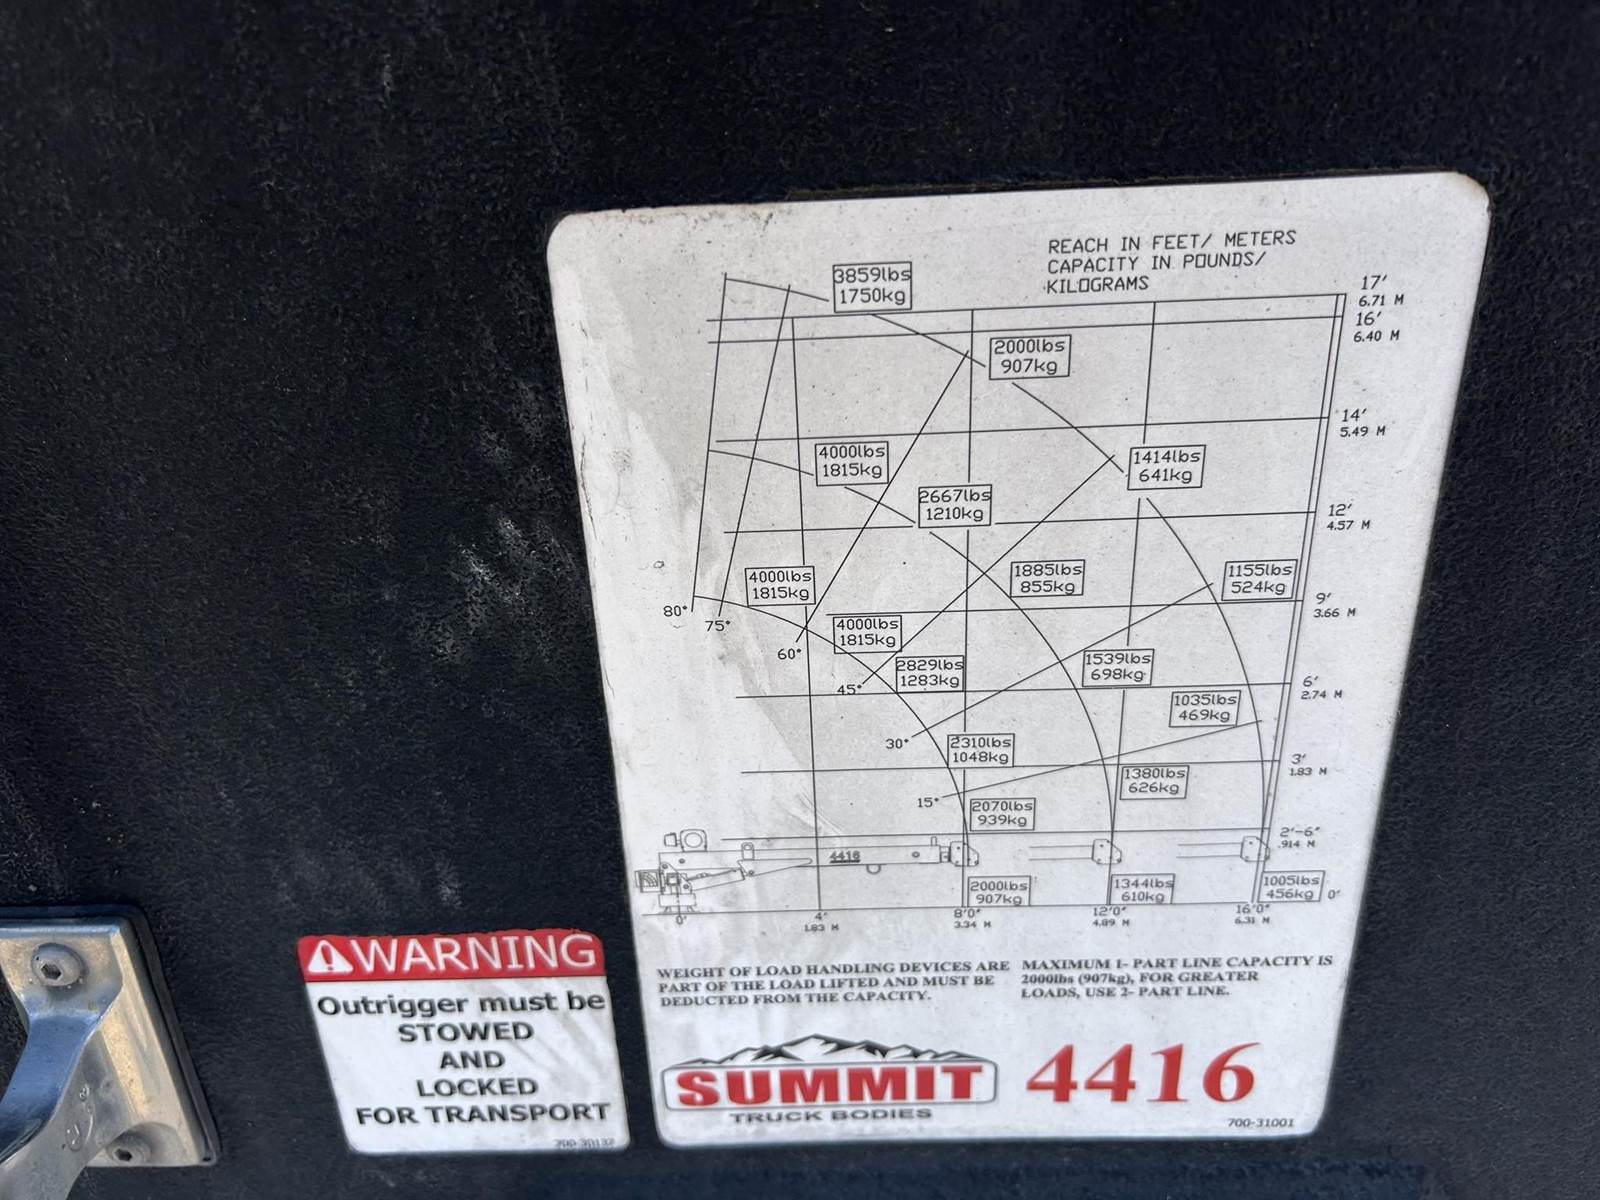 REACH IN FEET/ METERS
CAPACITY IN POUNDS/
KILOGRAMS
3859lbs
1750kg
17'
6.71 M
16'
6.40 M
2000lbs
907kg
14'
5.49 M
4000lbs
1815kg
1414lbs
641kg
2667lbs
1210kg
12'
4.57 M
4000lbs
1815kg
1885lbs
855kg
1155lbs
524kg
9'
3.66 M
80°
75°
4000lbs
1815kg
60°
2829lbs
1283kg
1539lbs
698kg
45°
6'
2.74 M
1035lbs
469kg
30°
2310lbs
1048kg
3'
1.83 M
1380lbs
626kg
15°
2070lbs
939kg
2'-6"
.914 M
4416
2000lbs
907kg
1344lbs
610kg
1005lbs
456kg
0'
0'
4'
1.83 M
8'0"
3.34 M
12'0"
4.89 M
16'0"
6.31 M
WEIGHT OF LOAD HANDLING DEVICES ARE
PART OF THE LOAD LIFTED AND MUST BE
DEDUCTED FROM THE CAPACITY.
MAXIMUM 1- PART LINE CAPACITY IS
2000lbs (907kg), FOR GREATER
LOADS, USE 2- PART LINE.
SUMMIT
TRUCK BODIES
4416
700-31001
WARNING
Outrigger must be
STOWED
AND
LOCKED
FOR TRANSPORT